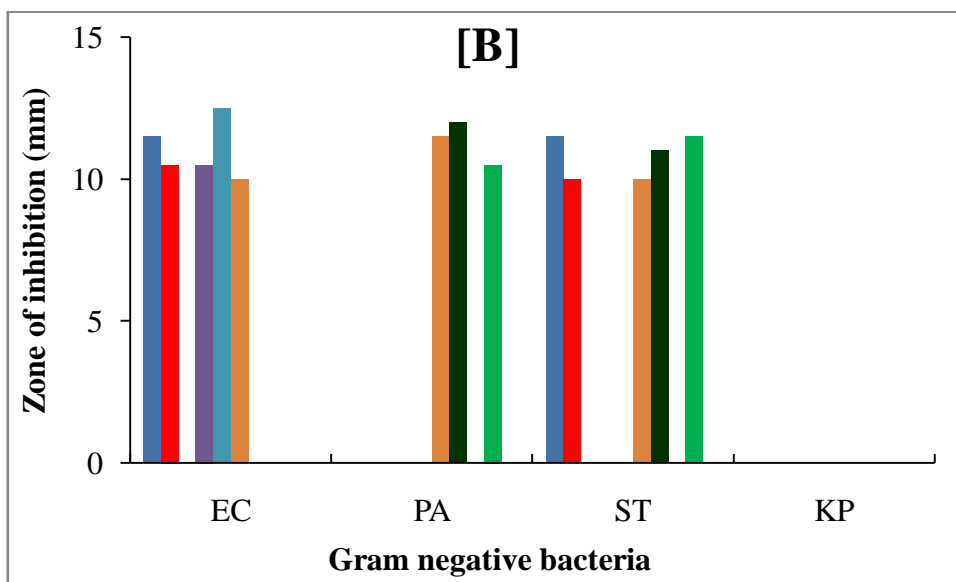 [B]
Zone of inhibition (mm)
15
10
5
0
EC PA ST KP
Gram negative bacteria